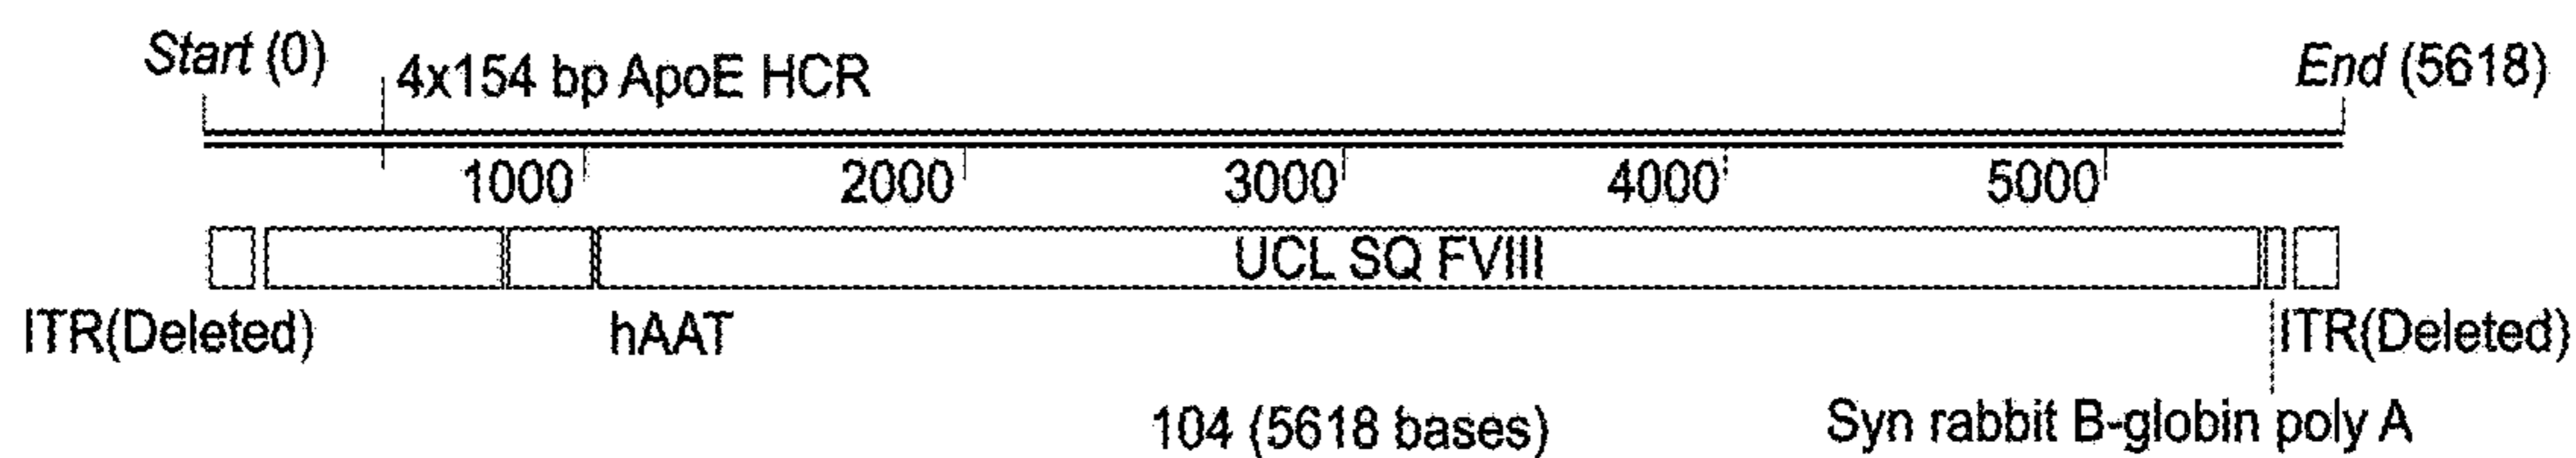 Start (0)
4x154 bp ApoE HCR
End (5618)
1000
2000
3000
4000
5000
UCL SQ FVIII
ITR(Deleted)
hAAT
ITR(Deleted)
104 (5618 bases)
Syn rabbit B-globin poly A